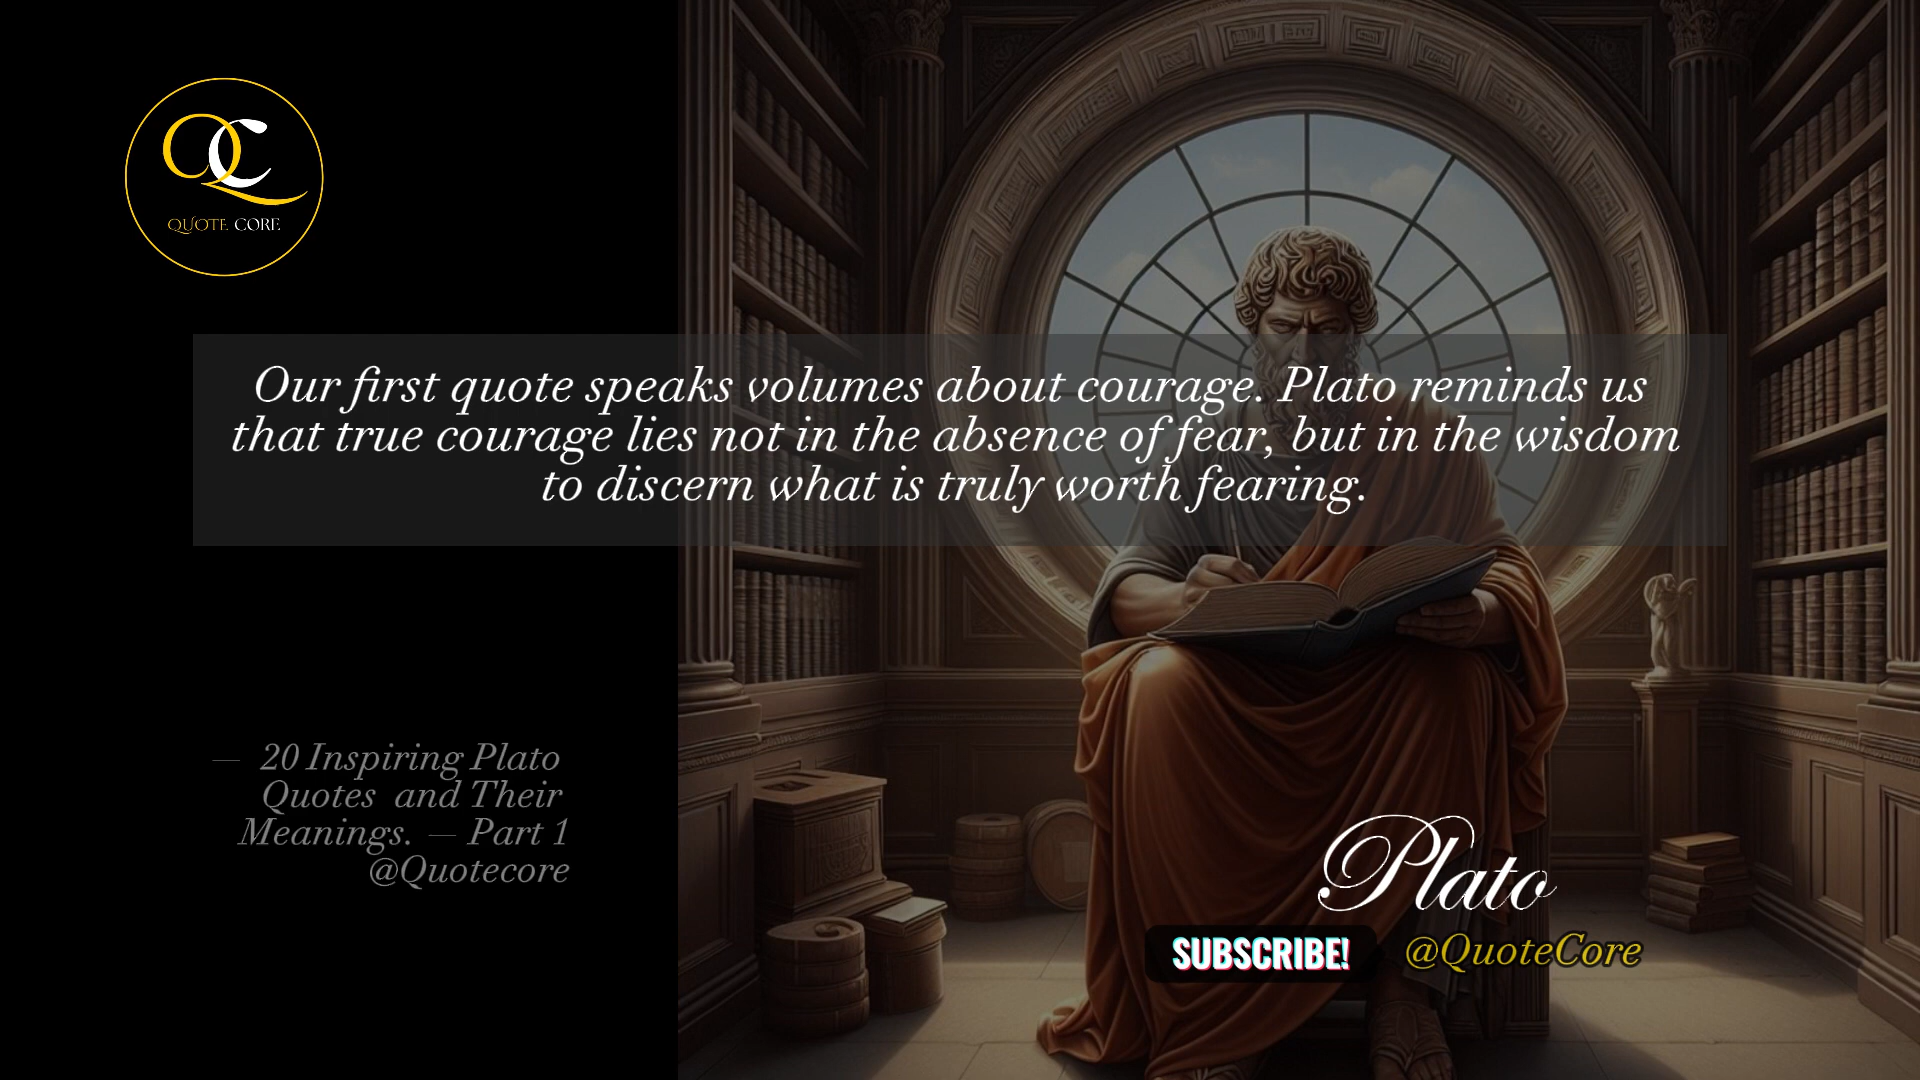 QC
QUOTE CORE
Our first quote speaks volumes about courage. Plato reminds us
that true courage lies not in the absence of fear, but in the wisdom
to discern what is truly worth fearing.
— 20 Inspiring Plato
Quotes and Their
Meanings. — Part 1
@Quotecore
Plato
SUBSCRIBE!
@QuoteCore